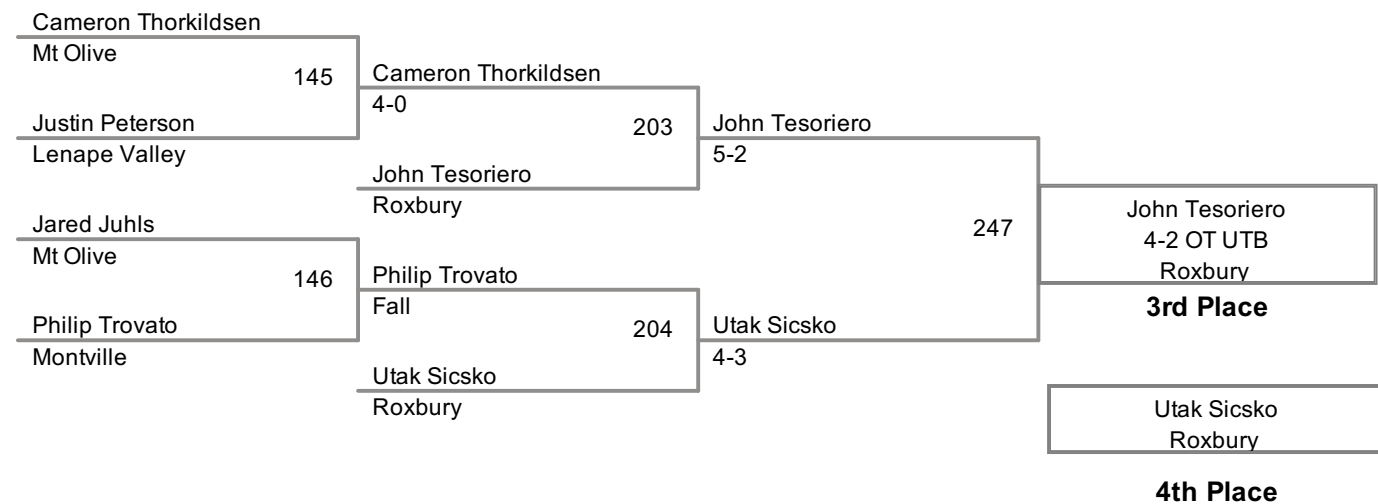 Cameron Thorkildsen
Mt Olive
145
Cameron Thorkildsen
4-0
Justin Peterson
Lenape Valley
203
John Tesoriero
5-2
John Tesoriero
Roxbury
Jared Juhls
Mt Olive
146
Philip Trovato
Fall
Philip Trovato
Montville
204
Utak Sicsko
4-3
Utak Sicsko
Roxbury
247
John Tesoriero
4-2 OT UTB
Roxbury
3rd Place
Utak Sicsko
Roxbury
4th Place